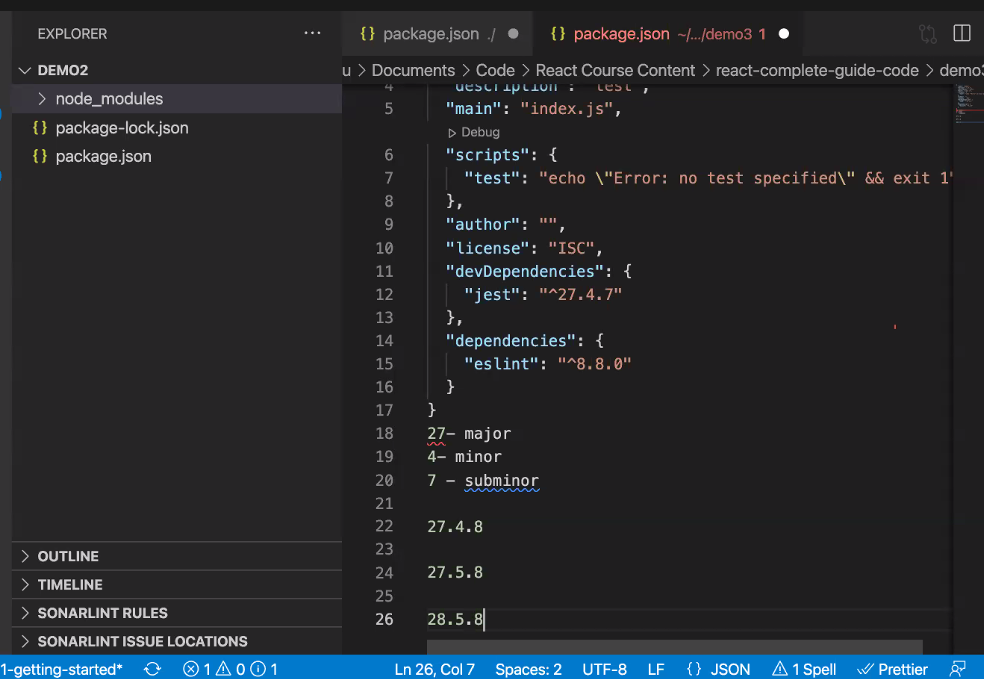 EXPLORER
···
{} package.json ./ ●
{} package.json ~/.../demo3 1 ●
DEMO2
u > Documents > Code > React Course Content > react-complete-guide-code > demo3
node_modules
{} package-lock.json
{} package.json
4 "description": "test",
5 "main": "index.js",
Debug
6 "scripts": {
7 "test": "echo \"Error: no test specified\" && exit 1"
8 },
9 "author": "",
10 "license": "ISC",
11 "devDependencies": {
12 "jest": "^27.4.7"
13 },
14 "dependencies": {
15 "eslint": "^8.8.0"
16 }
17 }
18 27- major
19 4- minor
20 7 - subminor
21
22 27.4.8
23
24 27.5.8
25
26 28.5.8
OUTLINE
TIMELINE
SONARLINT RULES
SONARLINT ISSUE LOCATIONS
1-getting-started* 1 0 1 Ln 26, Col 7 Spaces: 2 UTF-8 LF {} JSON 1 Spell Prettier